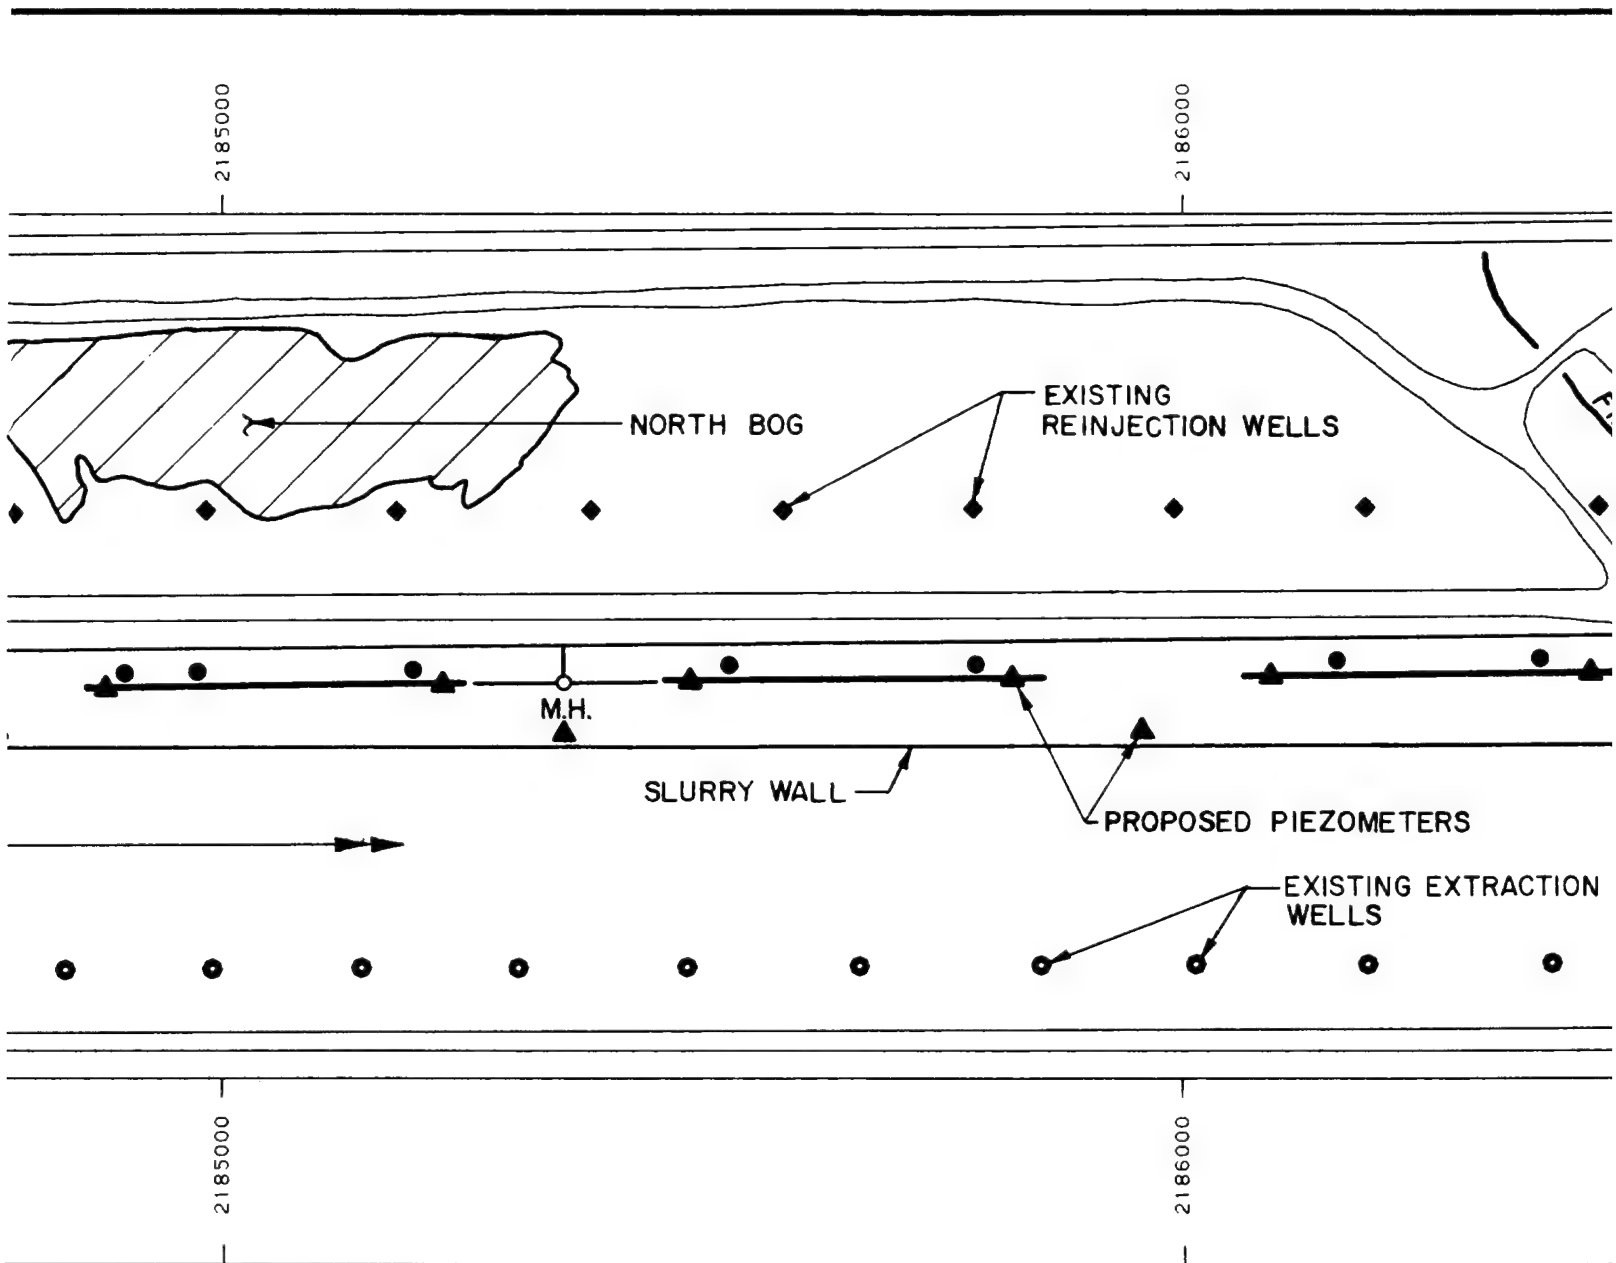 2185000
2186000
EXISTING
REINJECTION WELLS
NORTH BOG
M.H.
SLURRY WALL
PROPOSED PIEZOMETERS
EXISTING EXTRACTION
WELLS
2185000
2186000